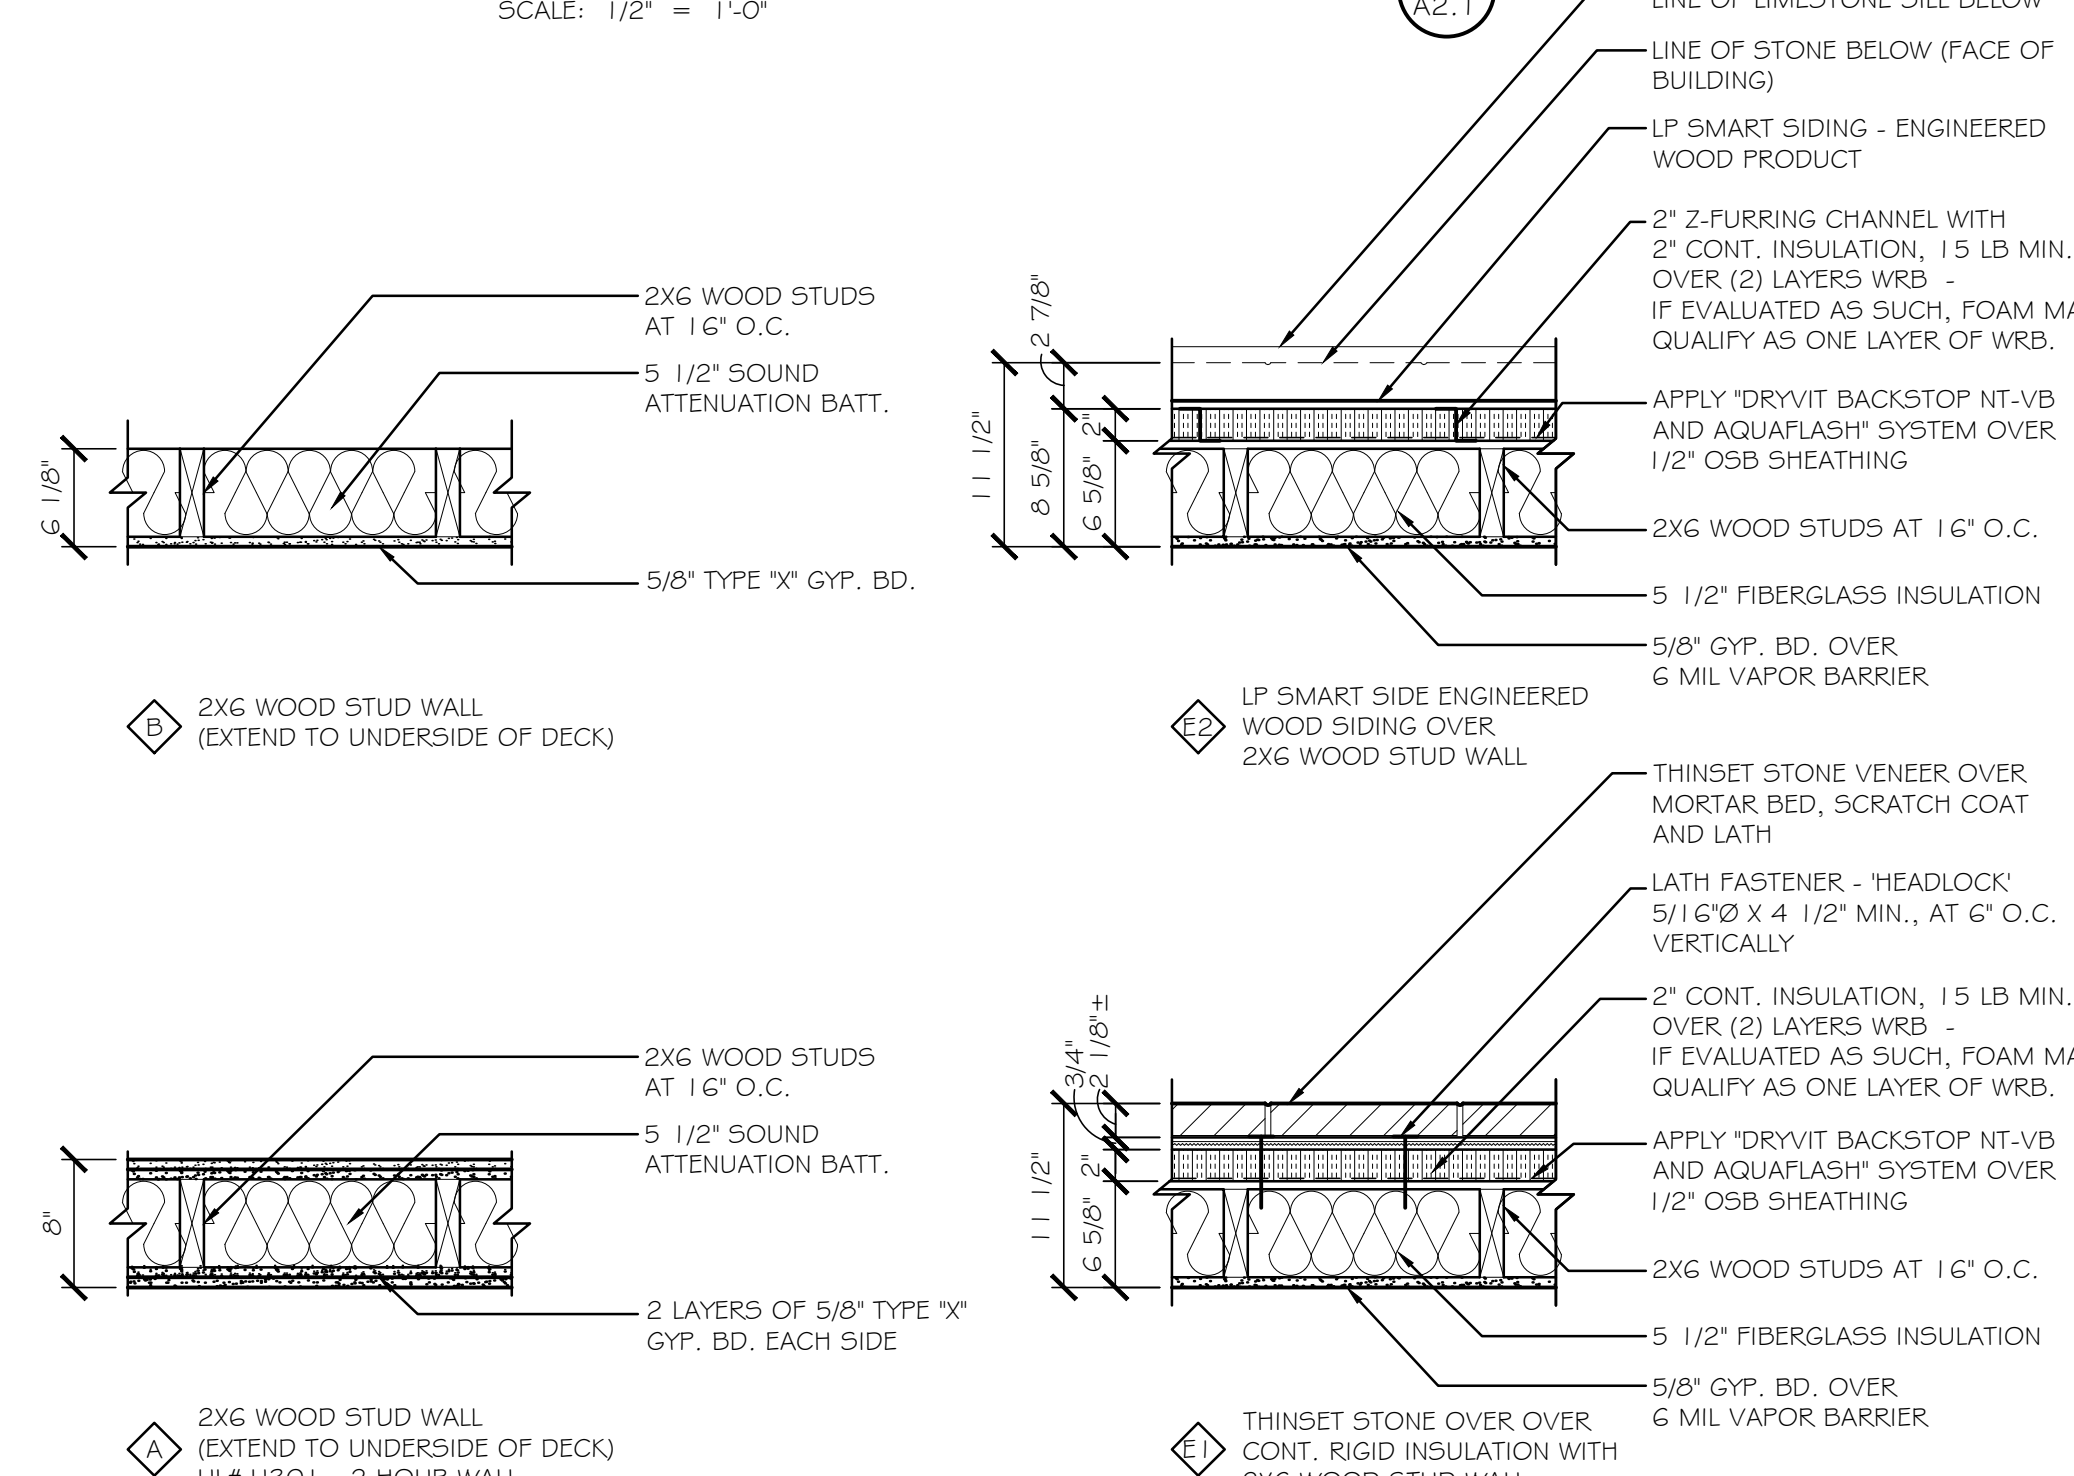 SCALE: 1/2" = 1'-0"
A2.1
LINE OF LIMESTONE SILL BELOW
LINE OF STONE BELOW (FACE OF
BUILDING)
LP SMART SIDING - ENGINEERED
WOOD PRODUCT
2" Z-FURRING CHANNEL WITH
2" CONT. INSULATION, 15 LB MIN.
OVER (2) LAYERS WRB -
IF EVALUATED AS SUCH, FOAM MA
QUALIFY AS ONE LAYER OF WRB.
APPLY "DRYVIT BACKSTOP NT-VB
AND AQUAFLASH" SYSTEM OVER
1/2" OSB SHEATHING
2X6 WOOD STUDS AT 16" O.C.
5 1/2" FIBERGLASS INSULATION
5/8" GYP. BD. OVER
6 MIL VAPOR BARRIER
11 1/2"
2 7/8"
8 5/8"
2"
6 5/8"
E2
LP SMART SIDE ENGINEERED
WOOD SIDING OVER
2X6 WOOD STUD WALL
2X6 WOOD STUDS
AT 16" O.C.
5 1/2" SOUND
ATTENUATION BATT.
5/8" TYPE "X" GYP. BD.
6 1/8"
B
2X6 WOOD STUD WALL
(EXTEND TO UNDERSIDE OF DECK)
THINSET STONE VENEER OVER
MORTAR BED, SCRATCH COAT
AND LATH
LATH FASTENER - 'HEADLOCK'
5/16"Ø X 4 1/2" MIN., AT 6" O.C.
VERTICALLY
2" CONT. INSULATION, 15 LB MIN.
OVER (2) LAYERS WRB -
IF EVALUATED AS SUCH, FOAM MA
QUALIFY AS ONE LAYER OF WRB.
APPLY "DRYVIT BACKSTOP NT-VB
AND AQUAFLASH" SYSTEM OVER
1/2" OSB SHEATHING
2X6 WOOD STUDS AT 16" O.C.
5 1/2" FIBERGLASS INSULATION
5/8" GYP. BD. OVER
6 MIL VAPOR BARRIER
3/4"
2 1/8"±
11 1/2"
2"
6 5/8"
E1
THINSET STONE OVER OVER
CONT. RIGID INSULATION WITH
2X6 WOOD STUD WALL
2X6 WOOD STUDS
AT 16" O.C.
5 1/2" SOUND
ATTENUATION BATT.
2 LAYERS OF 5/8" TYPE "X"
GYP. BD. EACH SIDE
8"
A
2X6 WOOD STUD WALL
(EXTEND TO UNDERSIDE OF DECK)
UL# U301 - 2 HOUR WALL